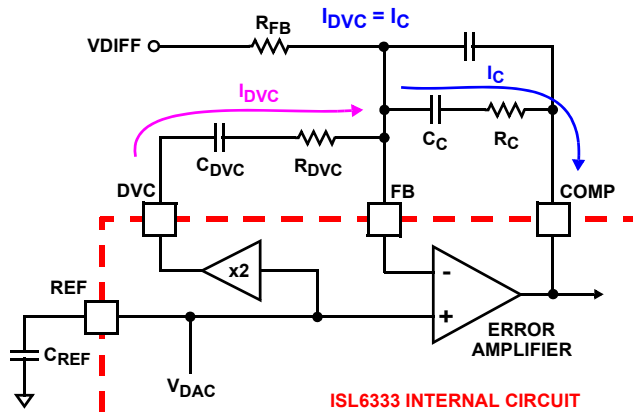 I_DVC = I_C
R_FB
VDIFF
I_C
I_DVC
C_C
R_C
C_DVC
R_DVC
DVC
FB
COMP
x2
-
+
REF
ERROR
AMPLIFIER
C_REF
V_DAC
ISL6333 INTERNAL CIRCUIT